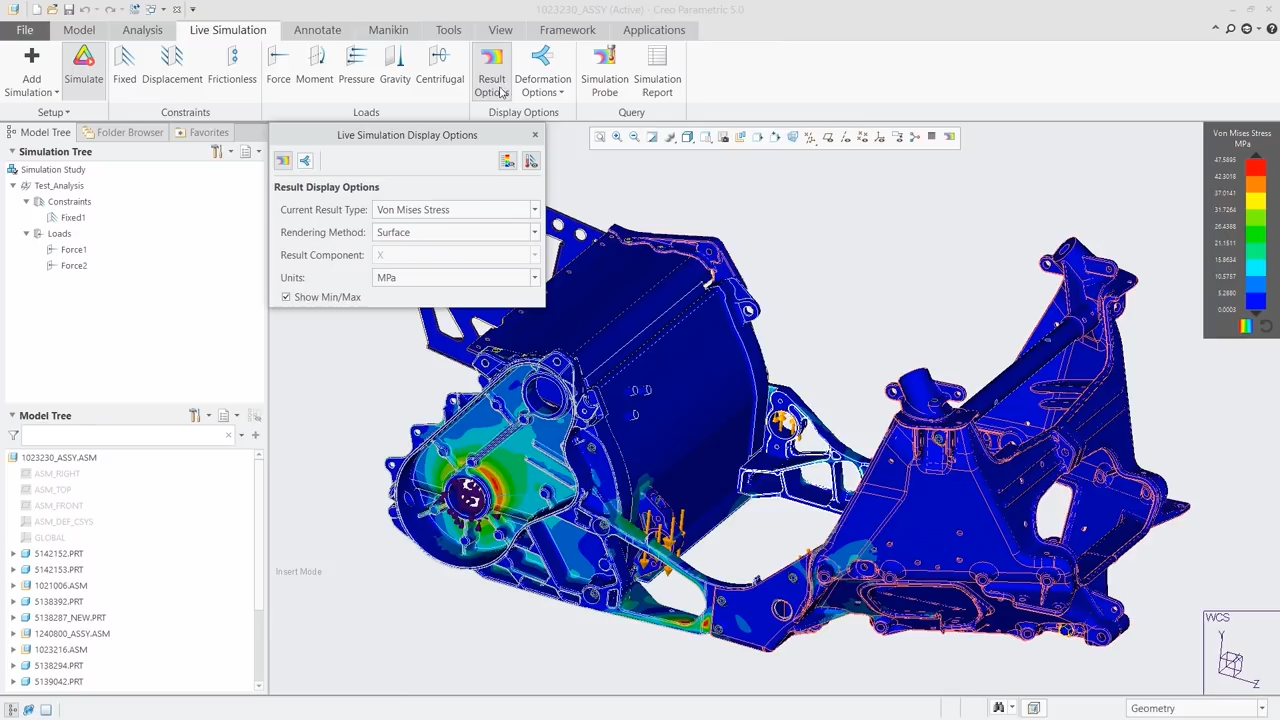 1023230_ASSY (Active) - Creo Parametric 5.0
File Model Analysis Live Simulation Annotate Manikin Tools View Framework Applications
Add Simulation
Simulate
Fixed
Displacement
Frictionless
Force
Moment
Pressure
Gravity
Centrifugal
Result Options
Deformation Options
Simulation Probe
Simulation Report
Setup Constraints Loads Display Options Query
Model Tree Folder Browser Favorites
Simulation Tree
Simulation Study
Test_Analysis
Constraints
Fixed1
Loads
Force1
Force2
Model Tree
1023230_ASSY.ASM
ASM_RIGHT
ASM_TOP
ASM_FRONT
ASM_DEF_CSYS
GLOBAL
5142152.PRT
5142153.PRT
1021006.ASM
5138392.PRT
5138287_NEW.PRT
1240800_ASSY.ASM
1023216.ASM
5138294.PRT
5139042.PRT
Live Simulation Display Options
Result Display Options
Current Result Type: Von Mises Stress
Rendering Method: Surface
Result Component: X
Units: MPa
Show Min/Max
Insert Mode
Von Mises Stress
MPa
47.5895
42.3018
37.0141
31.7264
26.4388
21.1511
15.8634
10.5757
5.2880
0.0003
WCS
Y
Z
Geometry